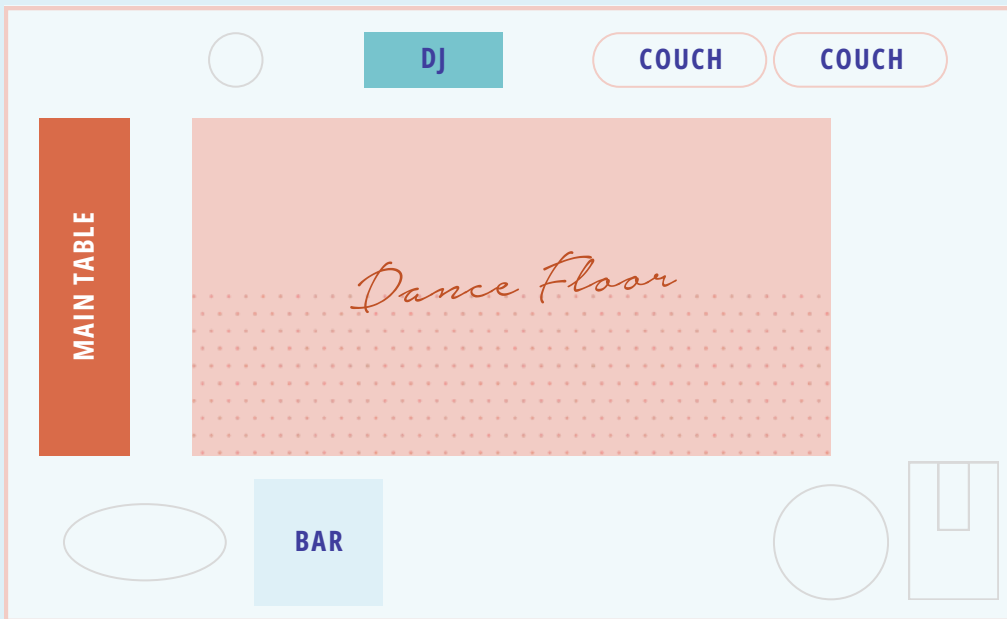 DJ
COUCH
COUCH
MAIN TABLE
Dance Floor
BAR